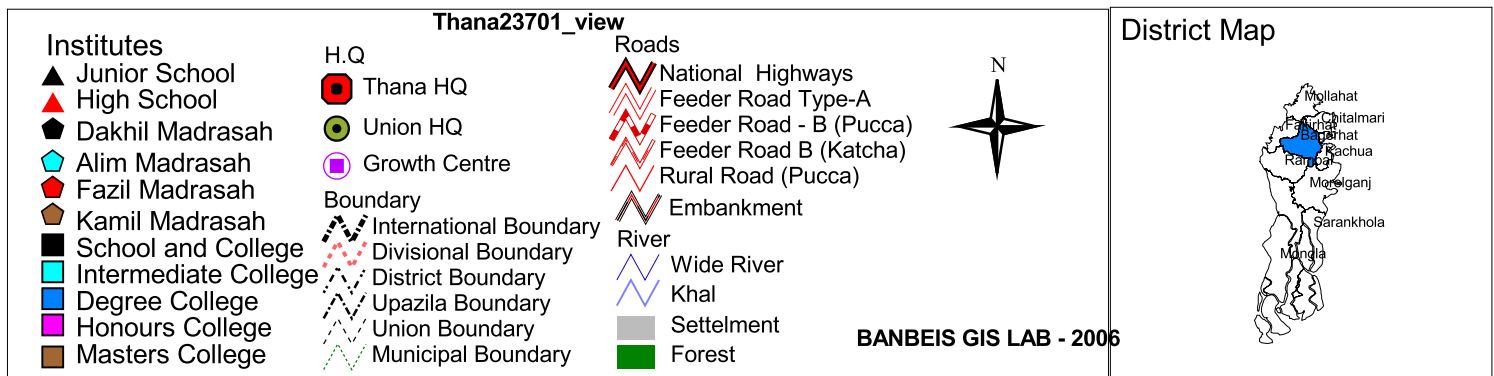 Thana23701_view
Institutes
Junior School
High School
Dakhil Madrasah
Alim Madrasah
Fazil Madrasah
Kamil Madrasah
School and College
Intermediate College
Degree College
Honours College
Masters College
H.Q
Thana HQ
Union HQ
Growth Centre
Boundary
International Boundary
Divisional Boundary
District Boundary
Upazila Boundary
Union Boundary
Municipal Boundary
Roads
National Highways
Feeder Road Type-A
Feeder Road - B (Pucca)
Feeder Road B (Katcha)
Rural Road (Pucca)
Embankment
River
Wide River
Khal
Settelment
Forest
N
BANBEIS GIS LAB - 2006
District Map
Mollahat
Chitalmari
Fakirhat
Bagerhat
Kachua
Rampal
Morelganj
Sarankhola
Mongla